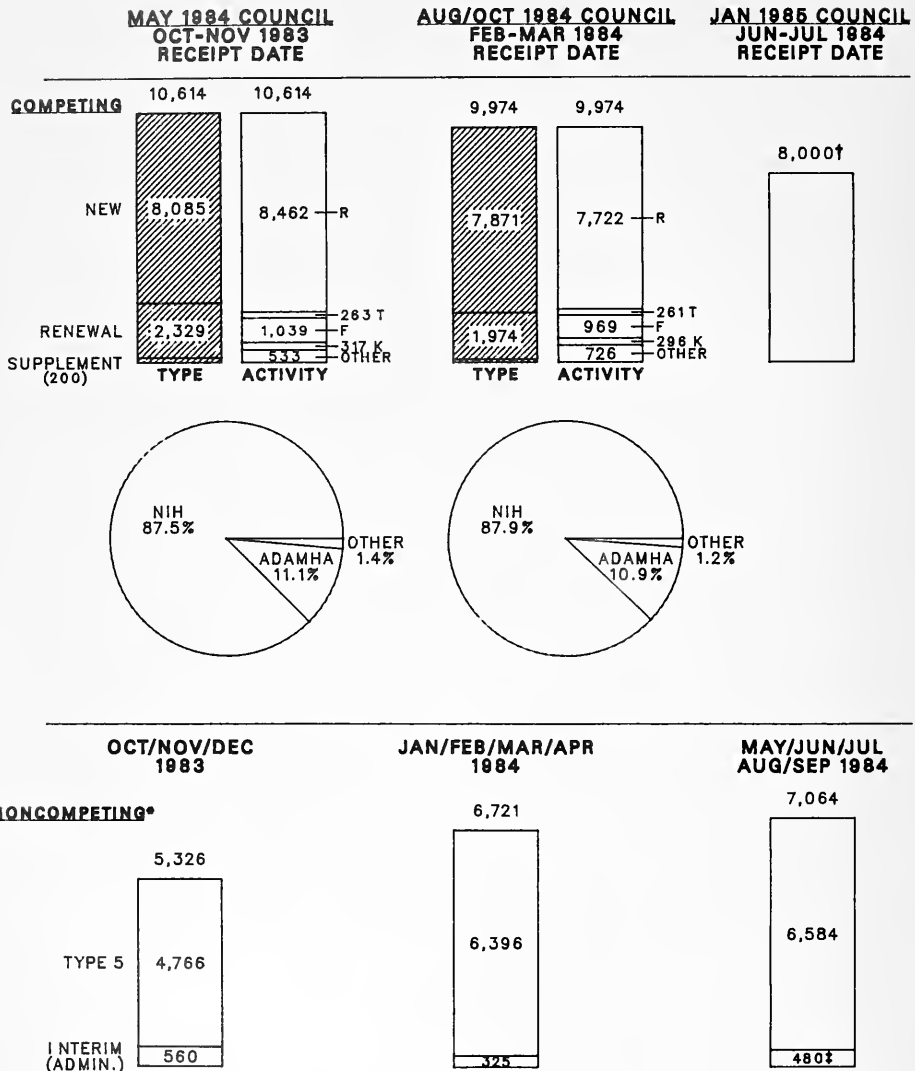 MAY 1984 COUNCIL
OCT-NOV 1983
RECEIPT DATE
AUG/OCT 1984 COUNCIL
FEB-MAR 1984
RECEIPT DATE
JAN 1985 COUNCIL
JUN-JUL 1984
RECEIPT DATE
COMPETING
10,614
10,614
9,974
9,974
8,000†
NEW
8,085
8,462
R
7,871
7,722
R
263 T
261 T
RENEWAL
2,329
1,039
F
1,974
969
F
317 K
296 K
SUPPLEMENT
(200)
533
OTHER
726
OTHER
TYPE
ACTIVITY
TYPE
ACTIVITY
NIH
87.5%
ADAMHA
11.1%
OTHER
1.4%
NIH
87.9%
ADAMHA
10.9%
OTHER
1.2%
OCT/NOV/DEC
1983
JAN/FEB/MAR/APR
1984
MAY/JUN/JUL
AUG/SEP 1984
ONCOMPETING*
5,326
6,721
7,064
TYPE 5
4,766
6,396
6,584
INTERIM
(ADMIN.)
560
325
480‡